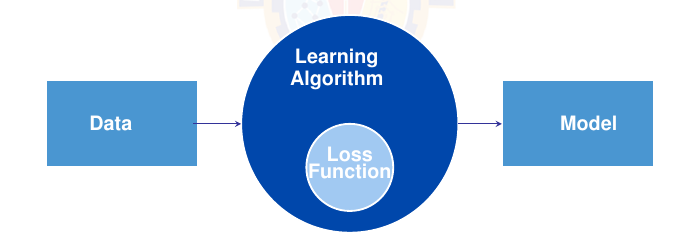 Learning
Algorithm
Data
Model
Loss
Function